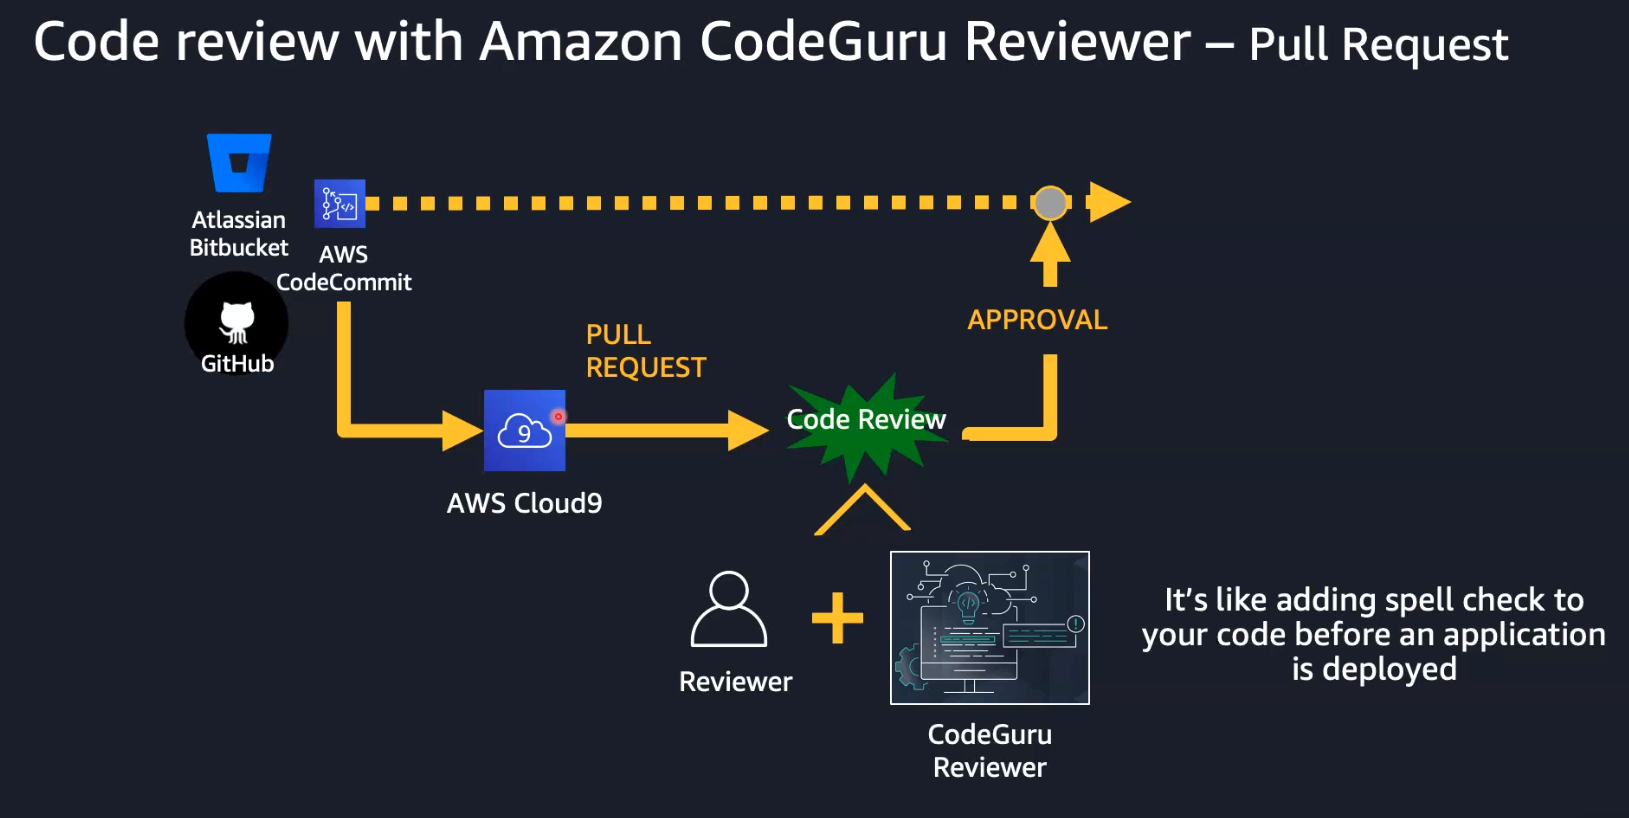 Code review with Amazon CodeGuru Reviewer – Pull Request
Atlassian
Bitbucket
AWS
CodeCommit
GitHub
PULL
REQUEST
APPROVAL
Code Review
9
AWS Cloud9
Reviewer
CodeGuru
Reviewer
It’s like adding spell check to
your code before an application
is deployed